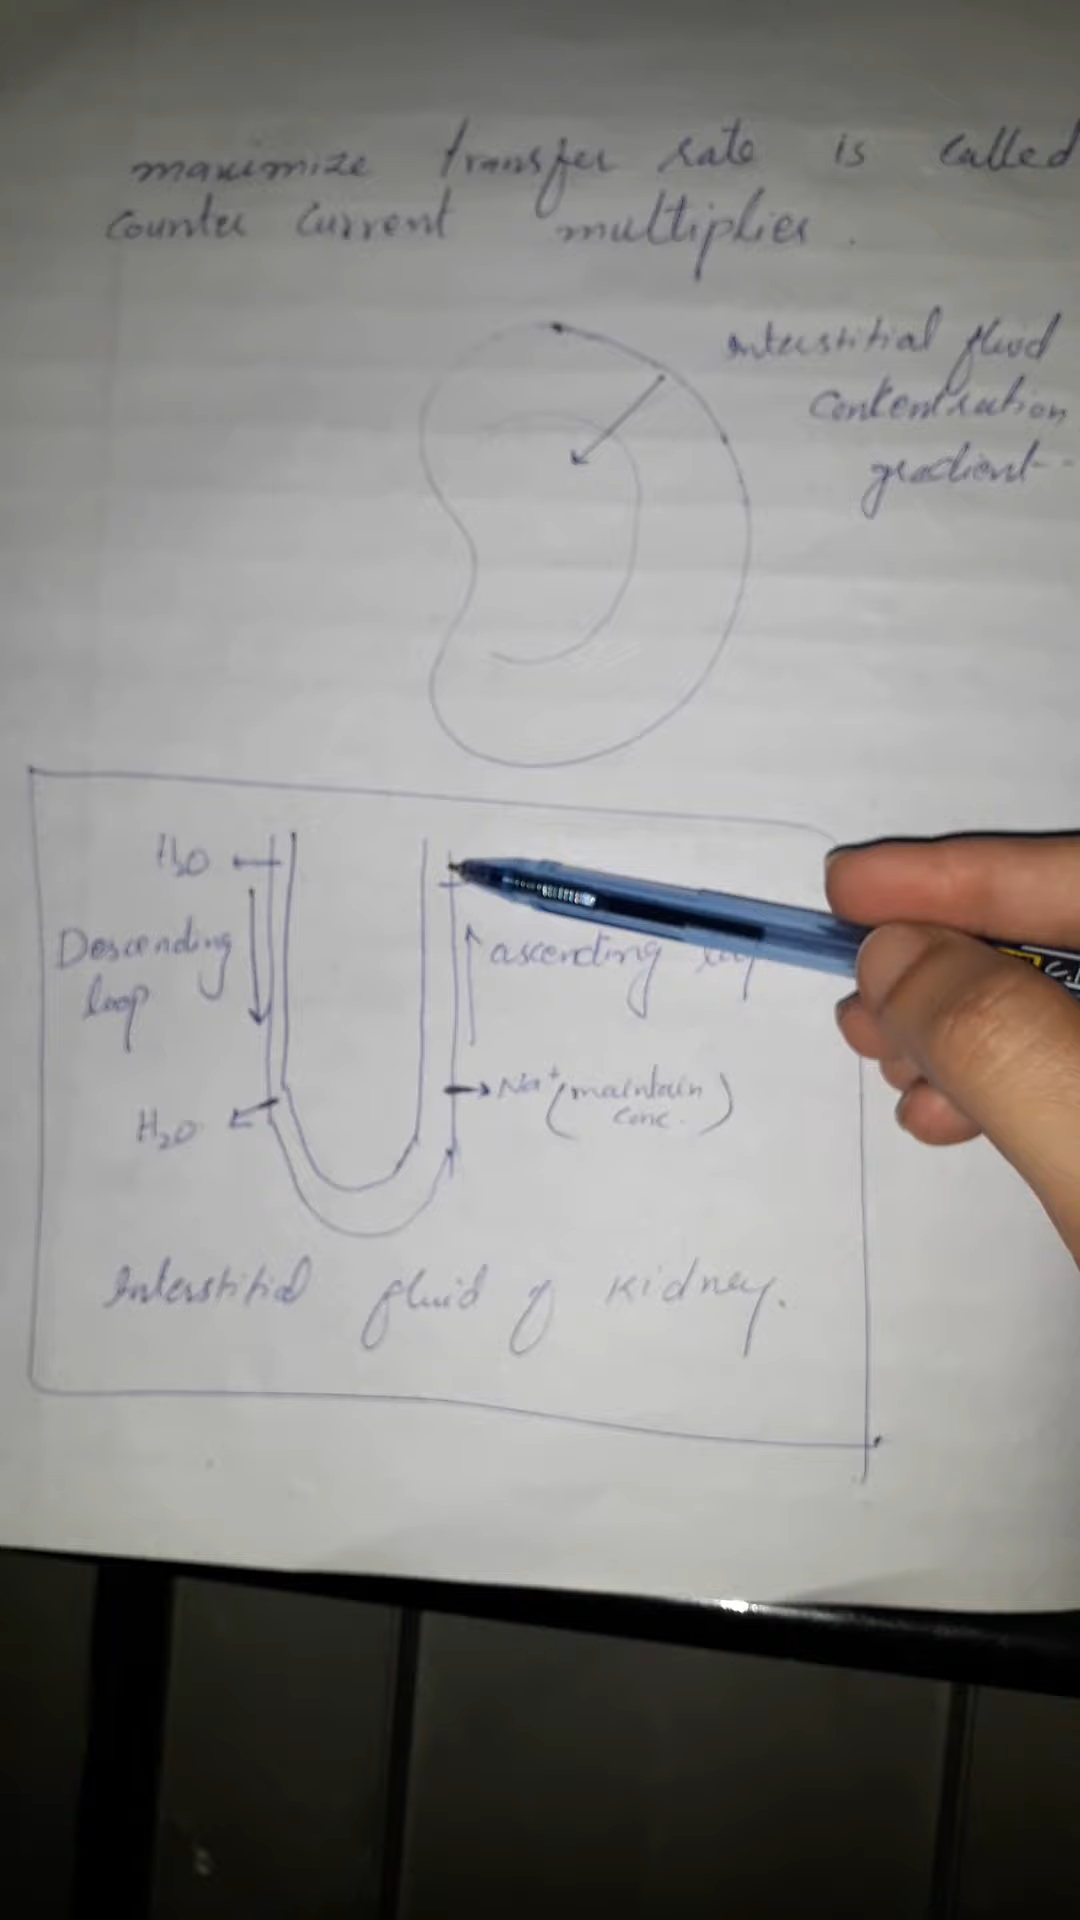 maximize transfer rate is called
counter current multiplier.
interstitial fluid
concentration
gradient
H2O
Descending
loop
ascending
Na+ (maintain
conc.)
H2O
Interstitial fluid of kidney.